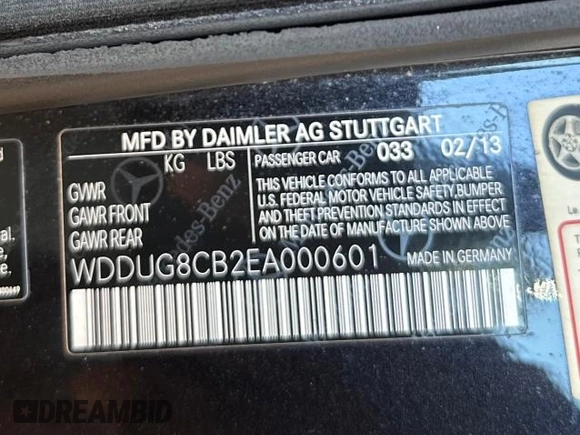 MFD BY DAIMLER AG STUTTGART
KG LBS PASSENGER CAR 033 02/13
GVWR
GAWR FRONT
GAWR REAR
THIS VEHICLE CONFORMS TO ALL APPLICABLE
U.S. FEDERAL MOTOR VEHICLE SAFETY, BUMPER
AND THEFT PREVENTION STANDARDS IN EFFECT
ON THE DATE OF MANUFACTURE SHOWN ABOVE.
WDDUG8CB2EA000601
MADE IN GERMANY
Mercedes-Benz
DREAMBID